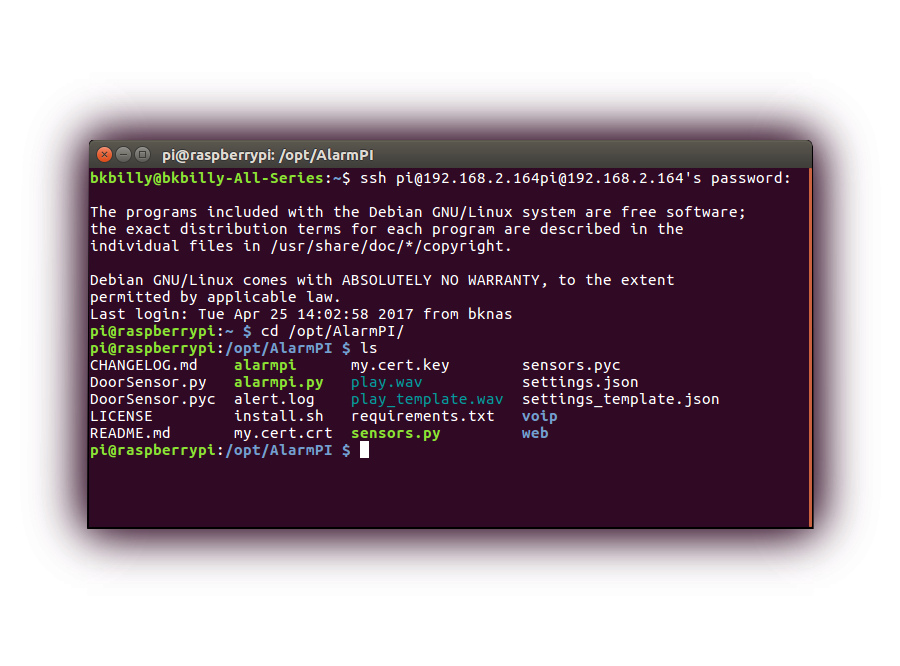 pi@raspberrypi: /opt/AlarmPI
bkbilly@bkbilly-All-Series:~$ ssh pi@192.168.2.164pi@192.168.2.164's password:
The programs included with the Debian GNU/Linux system are free software;
the exact distribution terms for each program are described in the
individual files in /usr/share/doc/*/copyright.
Debian GNU/Linux comes with ABSOLUTELY NO WARRANTY, to the extent
permitted by applicable law.
Last login: Tue Apr 25 14:02:58 2017 from bknas
pi@raspberrypi:~ $ cd /opt/AlarmPI/
pi@raspberrypi:/opt/AlarmPI $ ls
CHANGELOG.md    alarmpi      my.cert.key        sensors.pyc
DoorSensor.py   alarmpi.py   play.wav           settings.json
DoorSensor.pyc  alert.log    play_template.wav  settings_template.json
LICENSE         install.sh   requirements.txt   voip
README.md       my.cert.crt  sensors.py         web
pi@raspberrypi:/opt/AlarmPI $